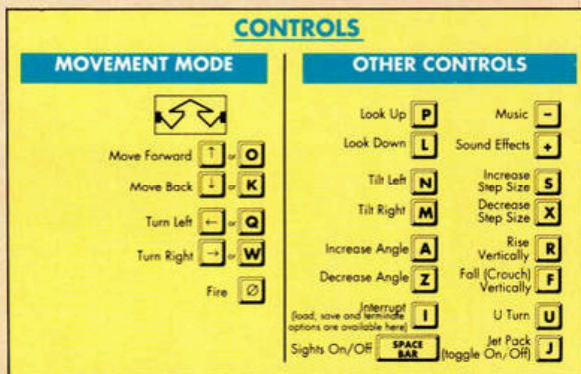 CONTROLS
MOVEMENT MODE
Move Forward ↑ or O
Move Back ↓ or K
Turn Left ← or Q
Turn Right → or W
Fire Ø
OTHER CONTROLS
Look Up P
Look Down L
Tilt Left N
Tilt Right M
Increase Angle A
Decrease Angle Z
Interrupt
(load, save and terminate
options are available here) I
Sights On/Off SPACE
BAR
Music -
Sound Effects +
Increase
Step Size S
Decrease
Step Size X
Rise
Vertically R
Fall (Crouch)
Vertically F
U Turn U
Jet Pack
(toggle On/Off) J